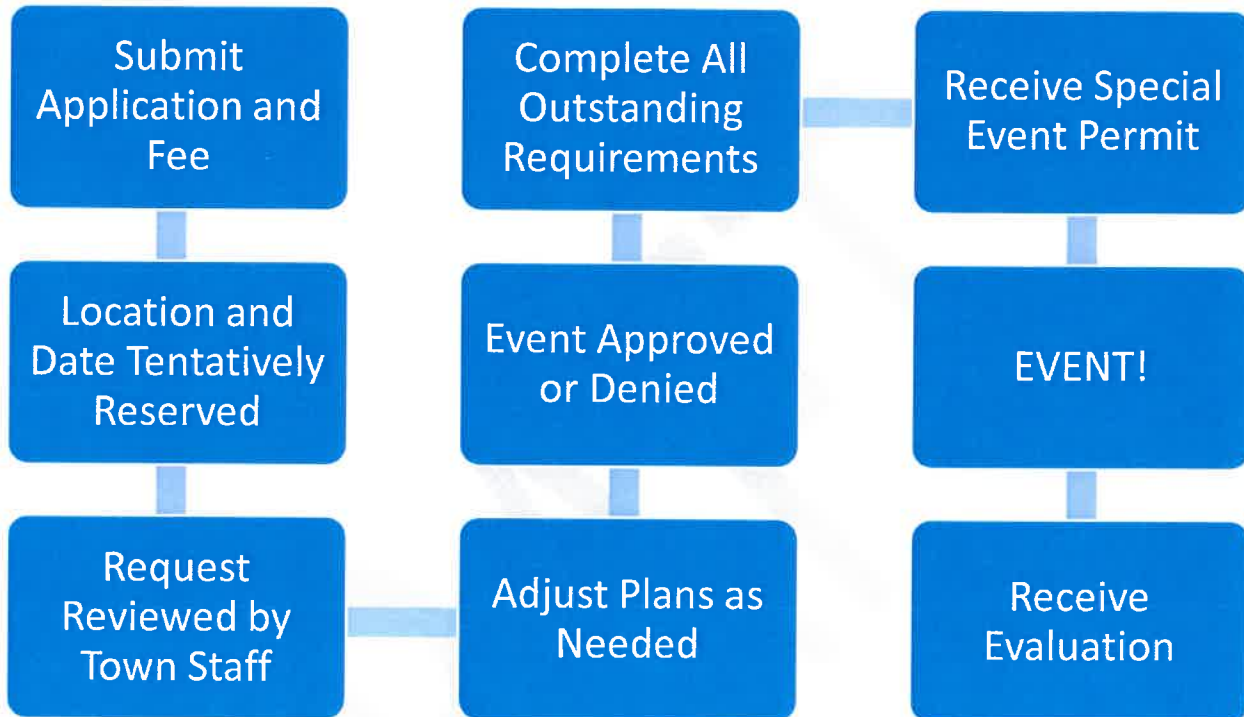 Submit
Application and
Fee
Location and
Date Tentatively
Reserved
Request
Reviewed by
Town Staff
Adjust Plans as
Needed
Event Approved
or Denied
Complete All
Outstanding
Requirements
Receive Special
Event Permit
EVENT!
Receive
Evaluation